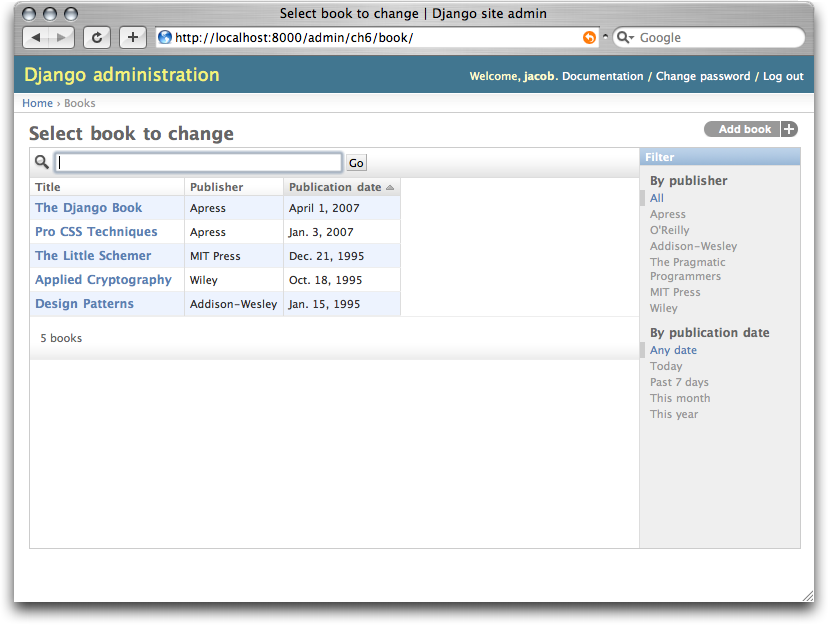 Select book to change | Django site admin
http://localhost:8000/admin/ch6/book/ Google
Django administration Welcome, jacob. Documentation / Change password / Log out
Home › Books
Select book to change Add book
Go
Title Publisher Publication date
The Django Book Apress April 1, 2007
Pro CSS Techniques Apress Jan. 3, 2007
The Little Schemer MIT Press Dec. 21, 1995
Applied Cryptography Wiley Oct. 18, 1995
Design Patterns Addison-Wesley Jan. 15, 1995
5 books
Filter
By publisher
All
Apress
O'Reilly
Addison-Wesley
The Pragmatic
Programmers
MIT Press
Wiley
By publication date
Any date
Today
Past 7 days
This month
This year